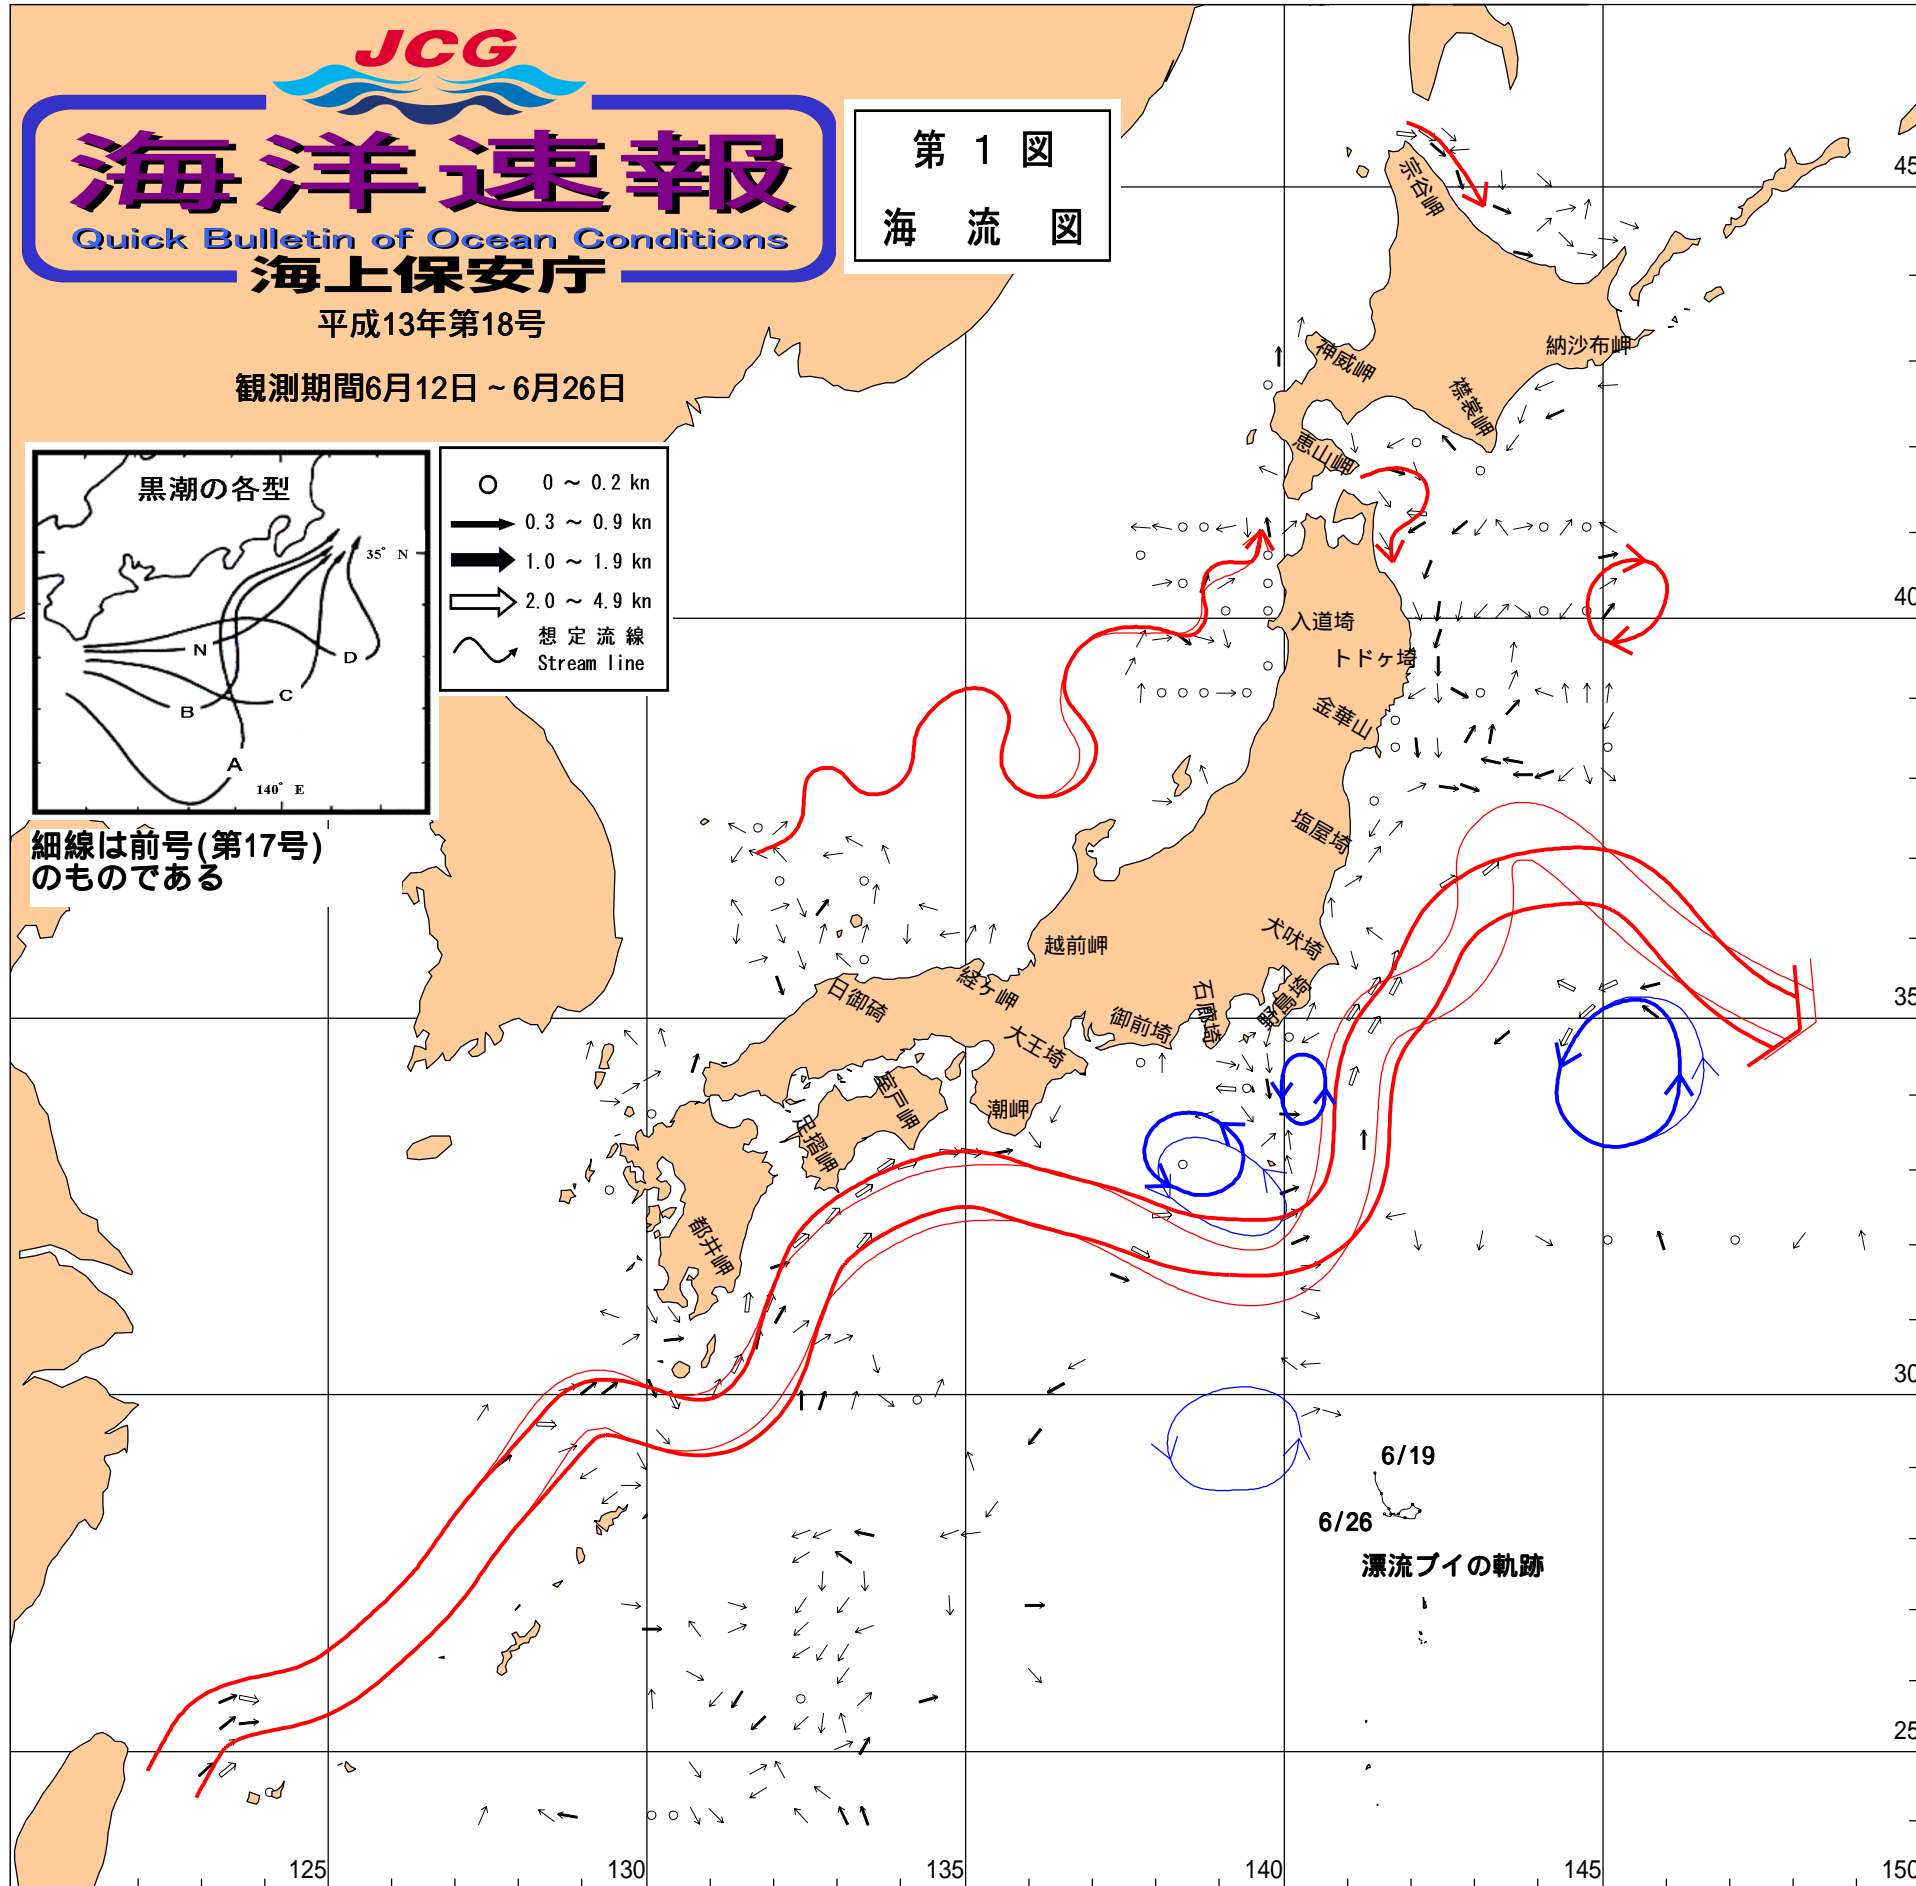 JCG
海洋速報
Quick Bulletin of Ocean Conditions
海上保安庁
平成13年第18号
観測期間6月12日~6月26日
第 1 図
海 流 図
黒潮の各型
35° N
N
D
B
C
A
140° E
0 ～ 0.2 kn
0.3 ～ 0.9 kn
1.0 ～ 1.9 kn
2.0 ～ 4.9 kn
想 定 流 線
Stream line
細線は前号(第17号)
のものである
宗谷岬
神威岬
納沙布岬
襟裳岬
恵山岬
入道埼
トドヶ埼
金華山
塩屋埼
犬吠埼
越前岬
経ヶ岬
日御碕
石廊埼
野島埼
御前埼
大王埼
室戸岬
潮岬
足摺岬
都井岬
6/19
6/26
漂流ブイの軌跡
45
40
35
30
25
125
130
135
140
145
150